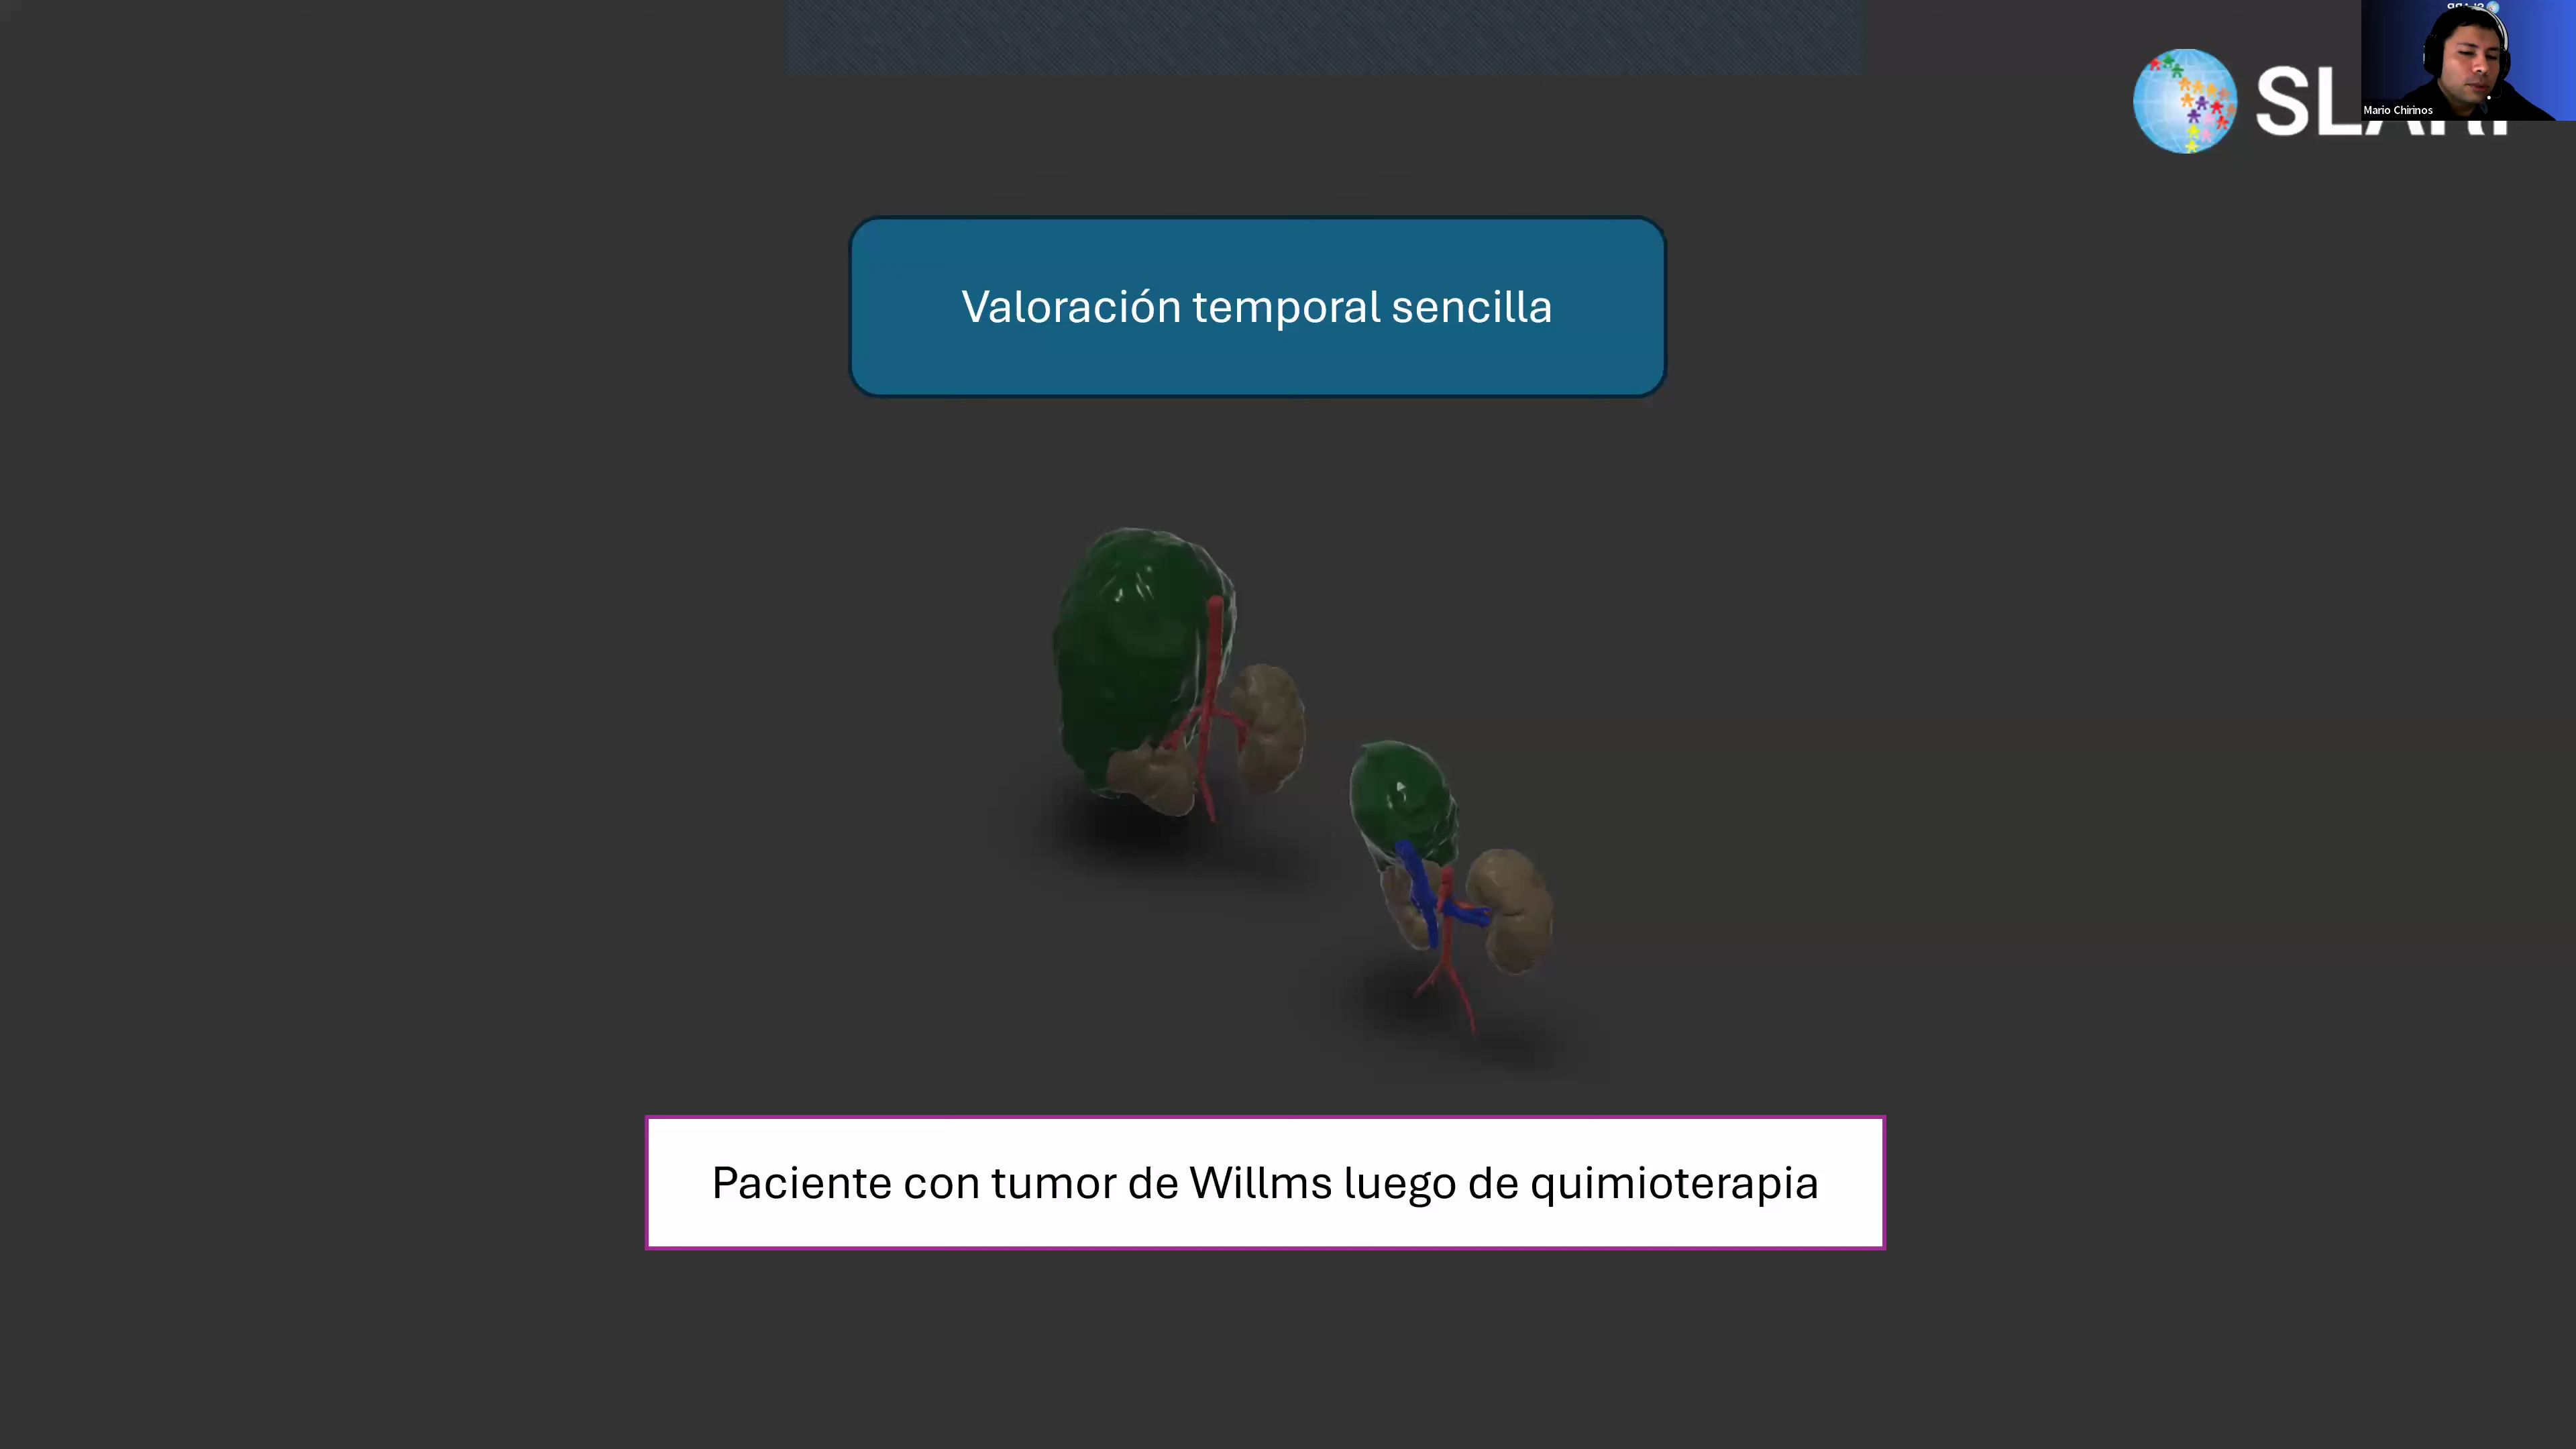 Mario Chirinos
Valoración temporal sencilla
Paciente con tumor de Willms luego de quimioterapia